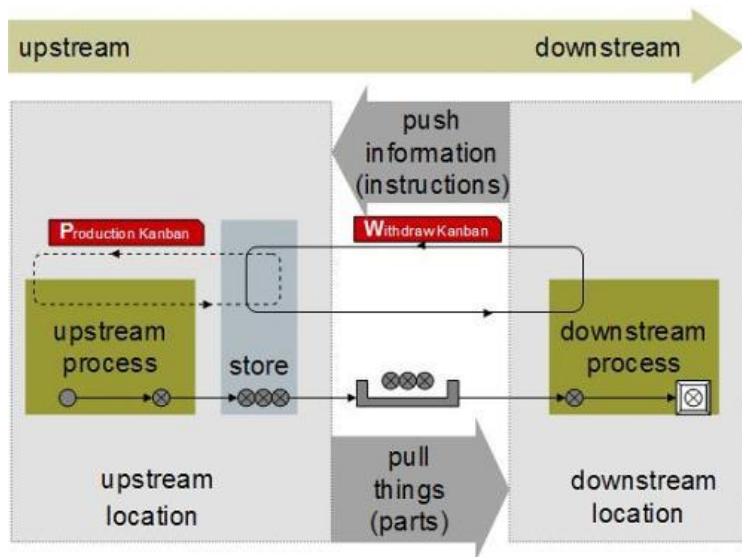 upstream
downstream
push
information
(instructions)
Production Kanban
Withdraw Kanban
upstream
process
store
downstream
process
upstream
location
pull
things
(parts)
downstream
location